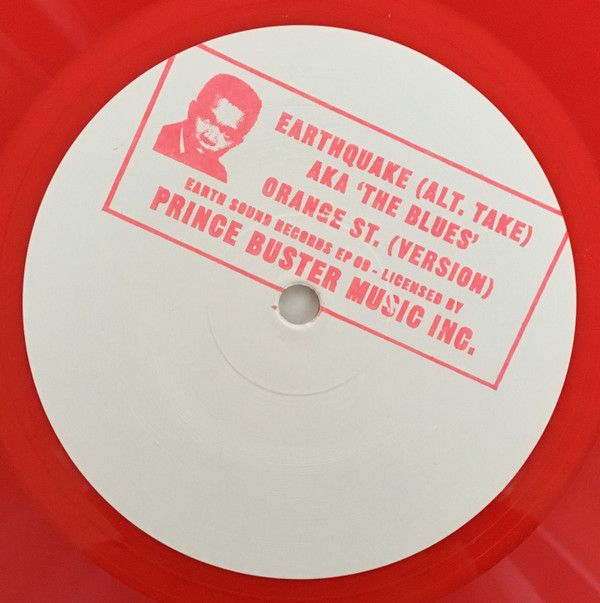 EARTHQUAKE (ALT. TAKE)
AKA 'THE BLUES'
ORANGE ST. (VERSION)
EARTH SOUND RECORDS EP 09 - LICENSED BY
PRINCE BUSTER MUSIC INC.